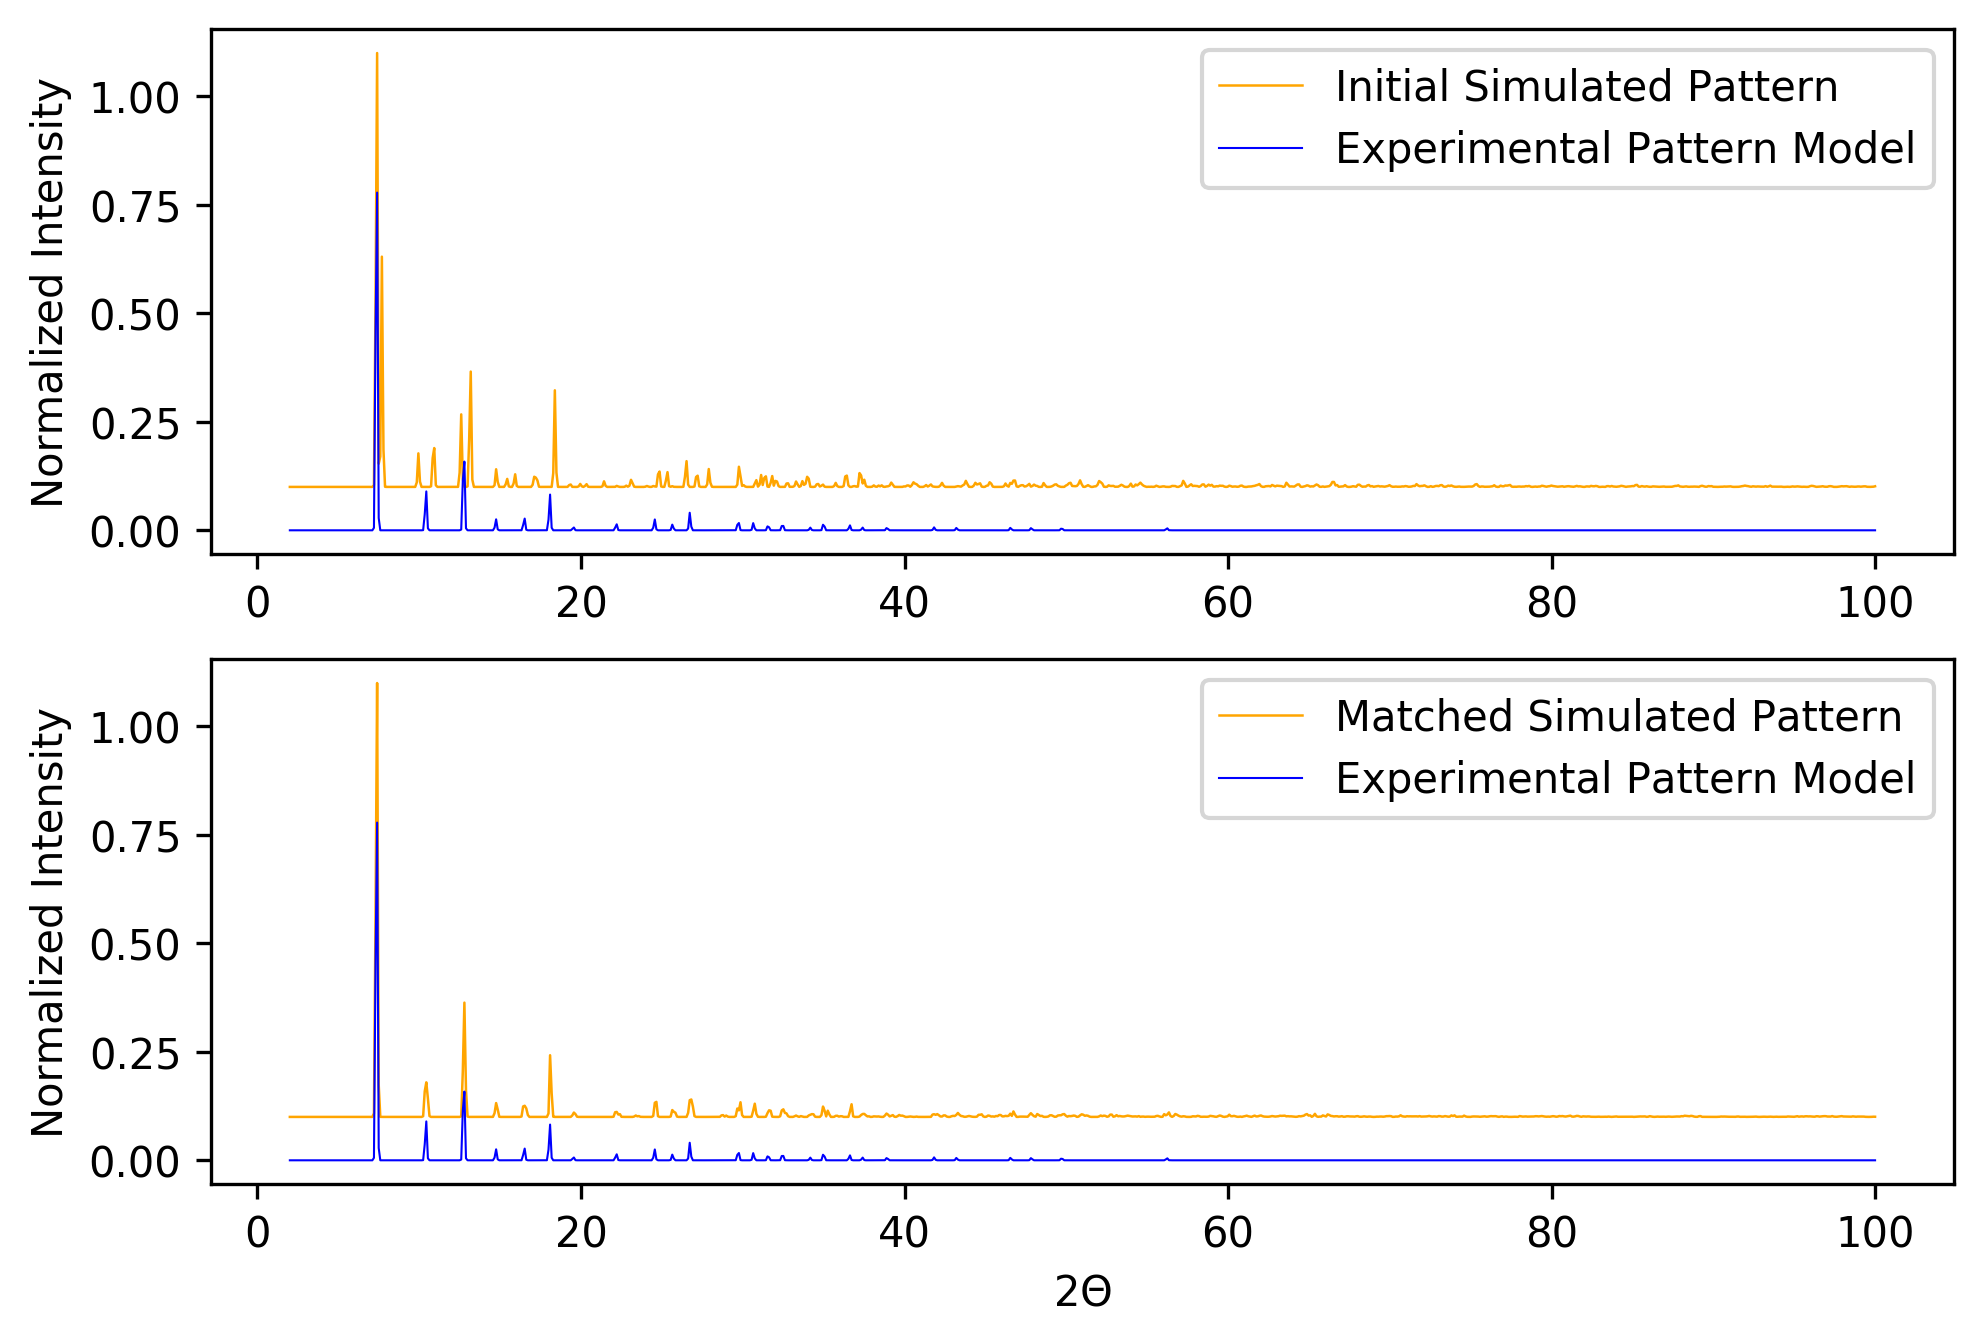 Normalized Intensity
1.00
0.75
0.50
0.25
0.00
0 20 40 60 80 100
Initial Simulated Pattern
Experimental Pattern Model
Normalized Intensity
1.00
0.75
0.50
0.25
0.00
0 20 40 60 80 100
Matched Simulated Pattern
Experimental Pattern Model
2Θ